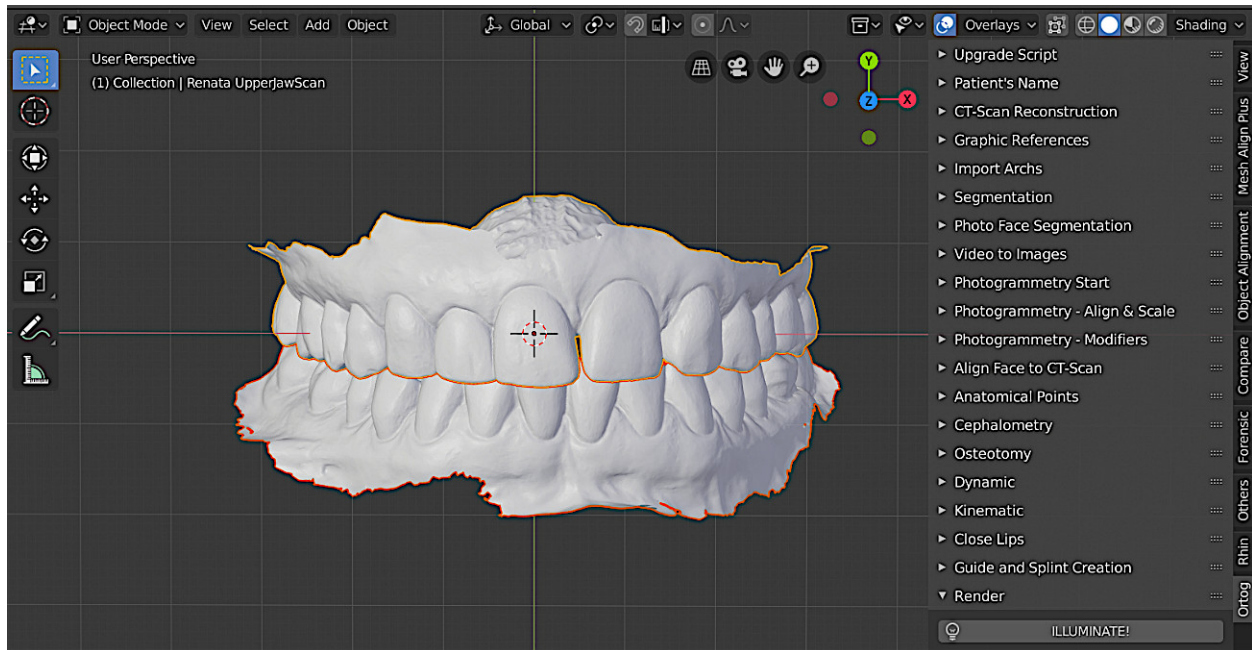 Object Mode View Select Add Object Global Overlays Shading
User Perspective
(1) Collection | Renata UpperJawScan
Y
Z
X
Upgrade Script
Patient's Name
CT-Scan Reconstruction
Graphic References
Import Archs
Segmentation
Photo Face Segmentation
Video to Images
Photogrammetry Start
Photogrammetry - Align & Scale
Photogrammetry - Modifiers
Align Face to CT-Scan
Anatomical Points
Cephalometry
Osteotomy
Dynamic
Kinematic
Close Lips
Guide and Splint Creation
Render
ILLUMINATE!
View
Mesh Align Plus
Object Alignment
Compare
Forensic
Others
Rhin
Ortog